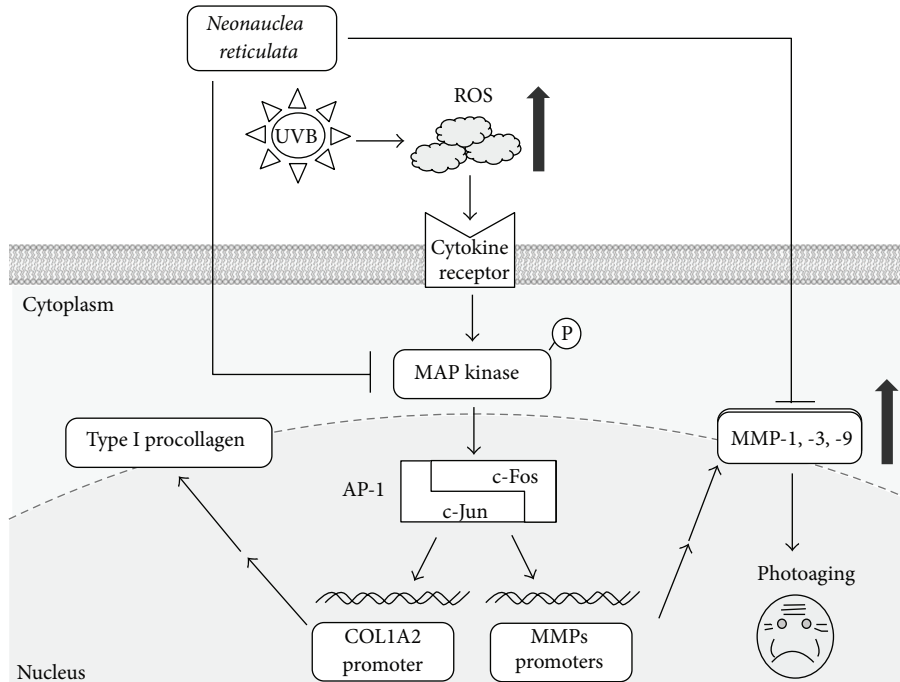 Neonauclea
reticulata
ROS
UVB
Cytokine
receptor
Cytoplasm
P
MAP kinase
Type I procollagen
MMP-1, -3, -9
c-Fos
AP-1
c-Jun
Photoaging
COL1A2
promoter
MMPs
promoters
Nucleus